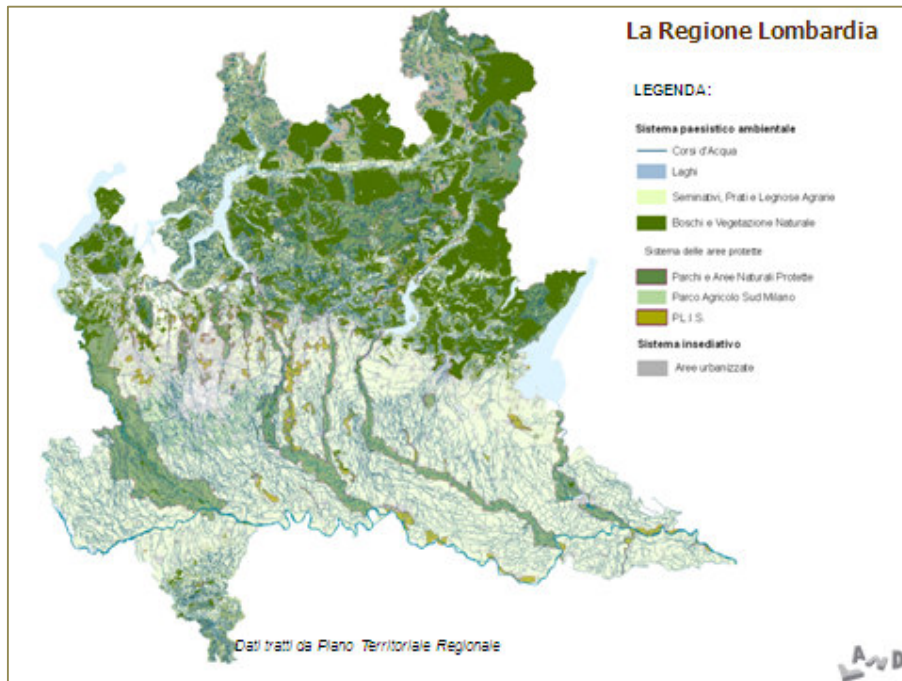 La Regione Lombardia
LEGENDA:
Sistema paesistico ambientale
Corsi d'Acqua
Laghi
Seminativi, Prati e Legnose Agrarie
Boschi e Vegetazione Naturale
Sistema delle aree protette
Parchi e Aree Naturali Protette
Parco Agricolo Sud Milano
P.L.I.S.
Sistema insediativo
Aree urbanizzate
Dati tratti da Piano Territoriale Regionale